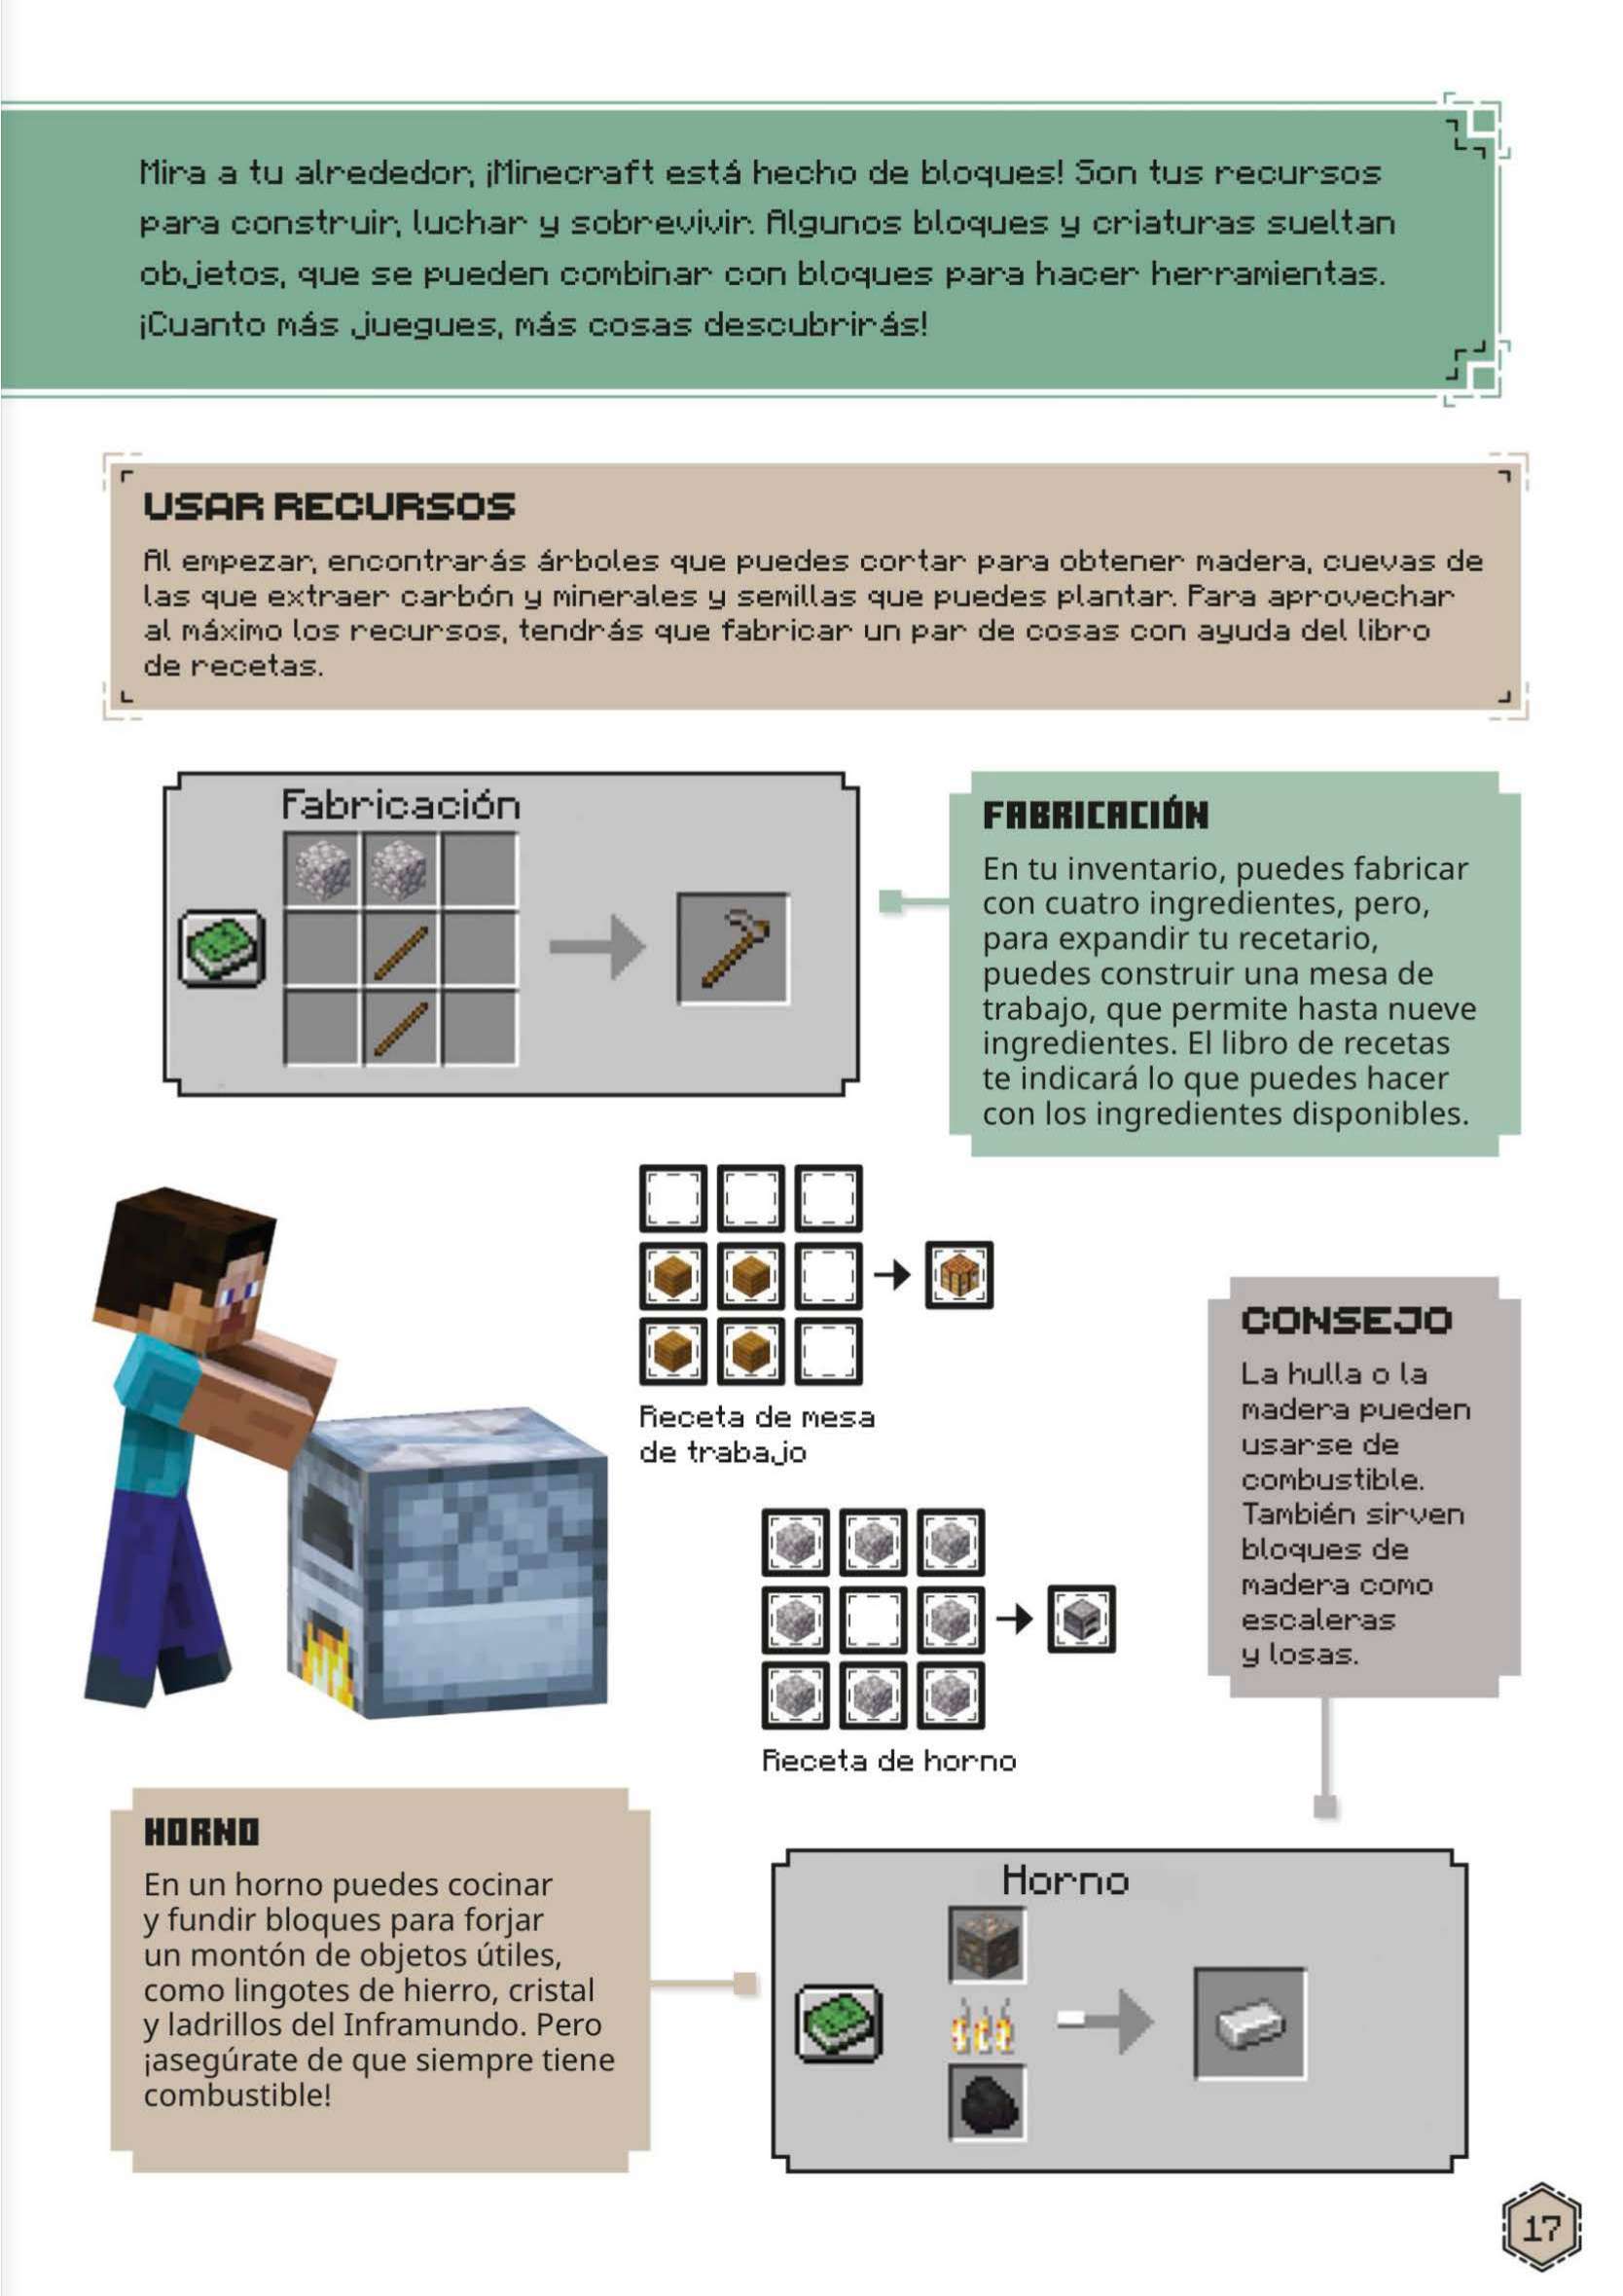 Mira a tu alrededor, ¡Minecraft está hecho de bloques! Son tus recursos
para construir, luchar y sobrevivir. Algunos bloques y criaturas sueltan
objetos, que se pueden combinar con bloques para hacer herramientas.
¡Cuanto más juegues, más cosas descubrirás!
USAR RECURSOS
Al empezar, encontrarás árboles que puedes cortar para obtener madera, cuevas de
las que extraer carbón y minerales y semillas que puedes plantar. Para aprovechar
al máximo los recursos, tendrás que fabricar un par de cosas con ayuda del libro
de recetas.
Fabricación
FABRICACIÓN
En tu inventario, puedes fabricar
con cuatro ingredientes, pero,
para expandir tu recetario,
puedes construir una mesa de
trabajo, que permite hasta nueve
ingredientes. El libro de recetas
te indicará lo que puedes hacer
con los ingredientes disponibles.
Receta de mesa
de trabajo
CONSEJO
La hulla o la
madera pueden
usarse de
combustible.
También sirven
bloques de
madera como
escaleras
y losas.
Receta de horno
HORNO
En un horno puedes cocinar
y fundir bloques para forjar
un montón de objetos útiles,
como lingotes de hierro, cristal
y ladrillos del Inframundo. Pero
¡asegúrate de que siempre tiene
combustible!
Horno
17